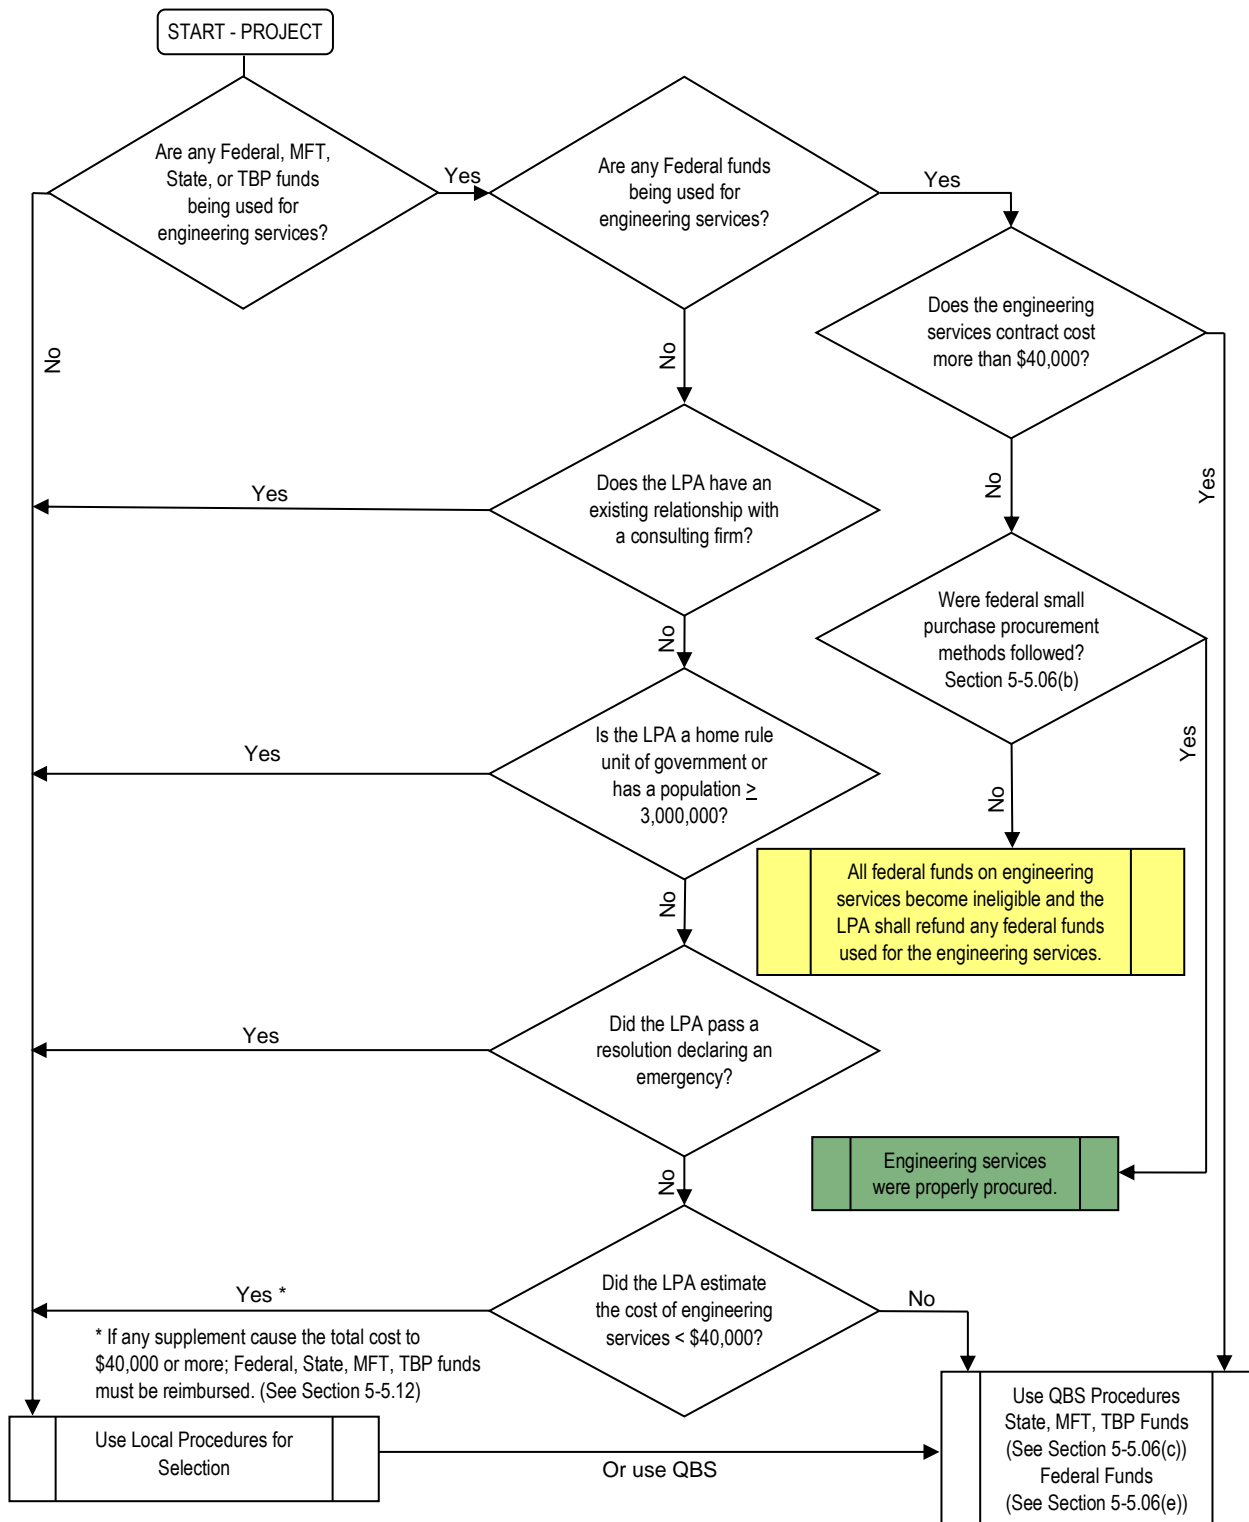 START - PROJECT
Are any Federal, MFT,
State, or TBP funds
being used for
engineering services?
Yes
No
Are any Federal funds
being used for
engineering services?
Yes
No
Does the engineering
services contract cost
more than $40,000?
Yes
No
Does the LPA have an
existing relationship with
a consulting firm?
Yes
No
Were federal small
purchase procurement
methods followed?
Section 5-5.06(b)
Yes
No
Is the LPA a home rule
unit of government or
has a population ≥
3,000,000?
Yes
No
All federal funds on engineering
services become ineligible and the
LPA shall refund any federal funds
used for the engineering services.
Did the LPA pass a
resolution declaring an
emergency?
Yes
No
Engineering services
were properly procured.
Did the LPA estimate
the cost of engineering
services < $40,000?
Yes *
No
* If any supplement cause the total cost to
$40,000 or more; Federal, State, MFT, TBP funds
must be reimbursed. (See Section 5-5.12)
Use Local Procedures for
Selection
Or use QBS
Use QBS Procedures
State, MFT, TBP Funds
(See Section 5-5.06(c))
Federal Funds
(See Section 5-5.06(e))